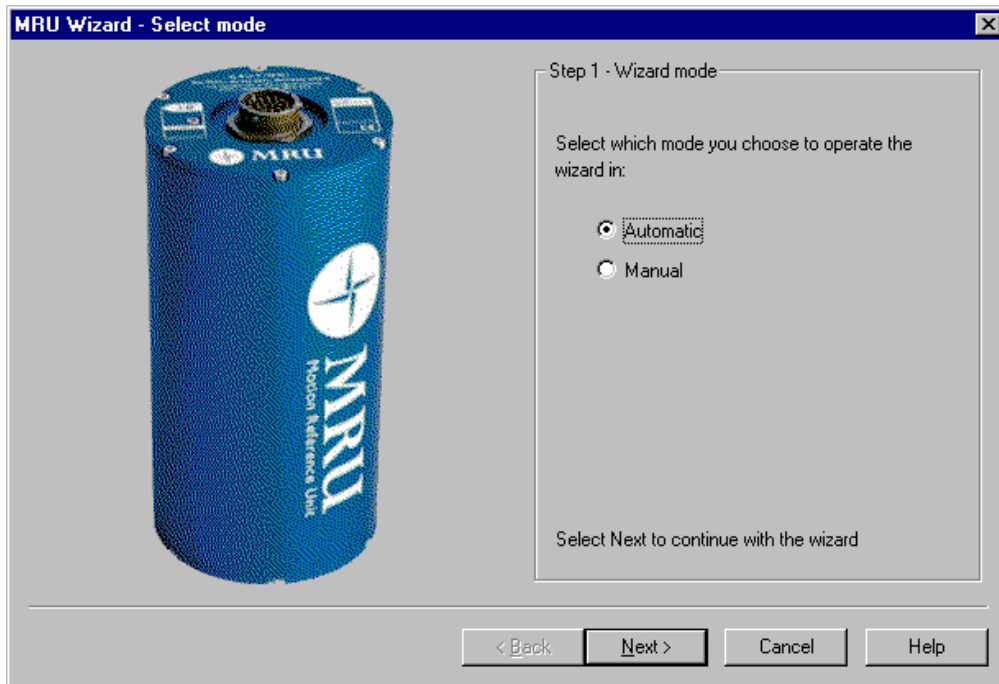 MRU Wizard - Select mode
MRU
MRU
Motion Reference Unit
Step 1 - Wizard mode
Select which mode you choose to operate the
wizard in:
Automatic
Manual
Select Next to continue with the wizard
< Back
Next >
Cancel
Help